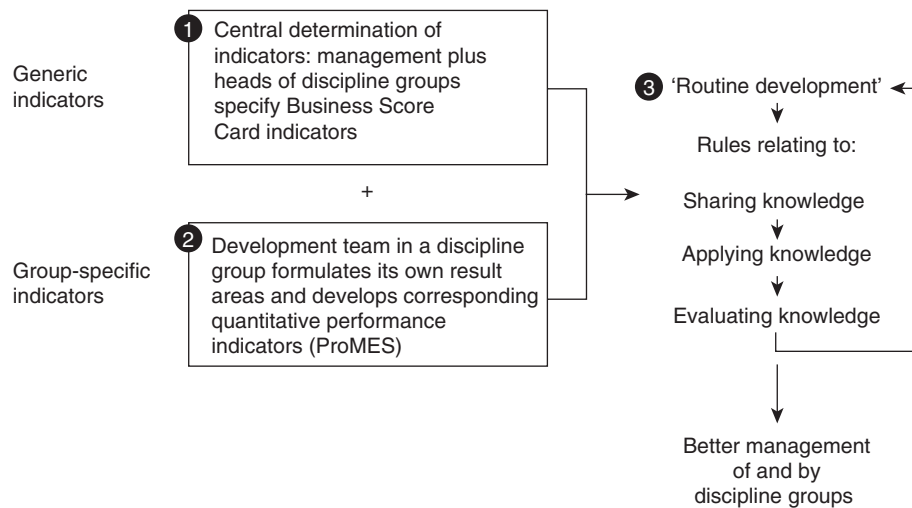 Generic
indicators
1
Central determination of
indicators: management plus
heads of discipline groups
specify Business Score
Card indicators
+
Group-specific
indicators
2
Development team in a discipline
group formulates its own result
areas and develops corresponding
quantitative performance
indicators (ProMES)
3 'Routine development'
Rules relating to:
Sharing knowledge
Applying knowledge
Evaluating knowledge
Better management
of and by
discipline groups